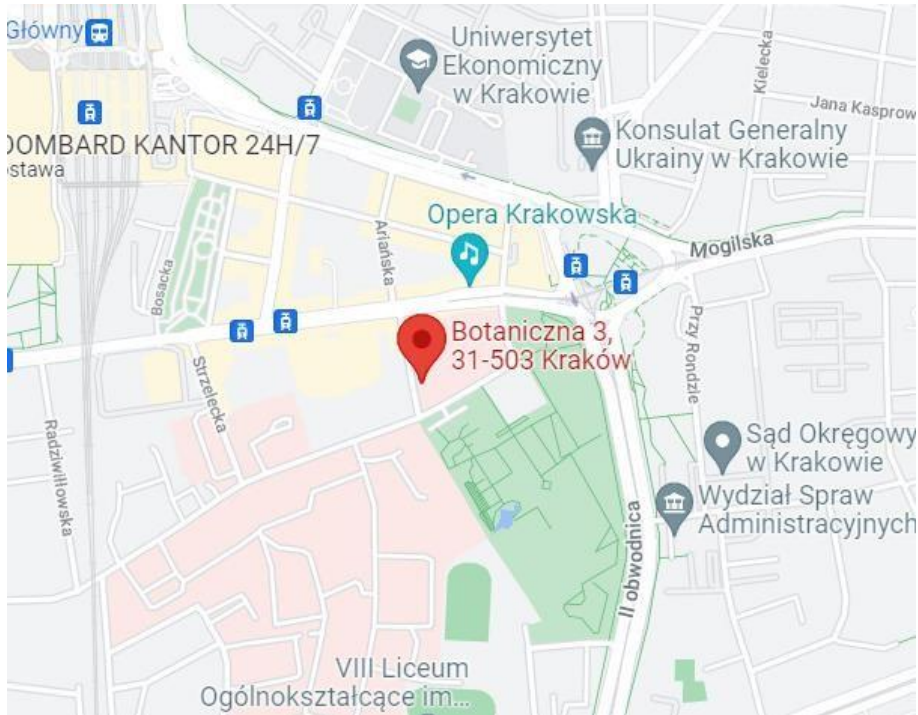 Główny
Uniwersytet
Ekonomiczny
w Krakowie
Kielecka
Jana Kasprow
OMBARD KANTOR 24H/7
ostawa
Konsulat Generalny
Ukrainy w Krakowie
Opera Krakowska
Ariańska
Mogilska
Bosacka
Botaniczna 3,
31-503 Kraków
Przy Rondzie
Strzelecka
Radziwiłłowska
Sąd Okręgowy
w Krakowie
Wydział Spraw
Administracyjnych
II obwodnica
VIII Liceum
Ogólnokształcące im...